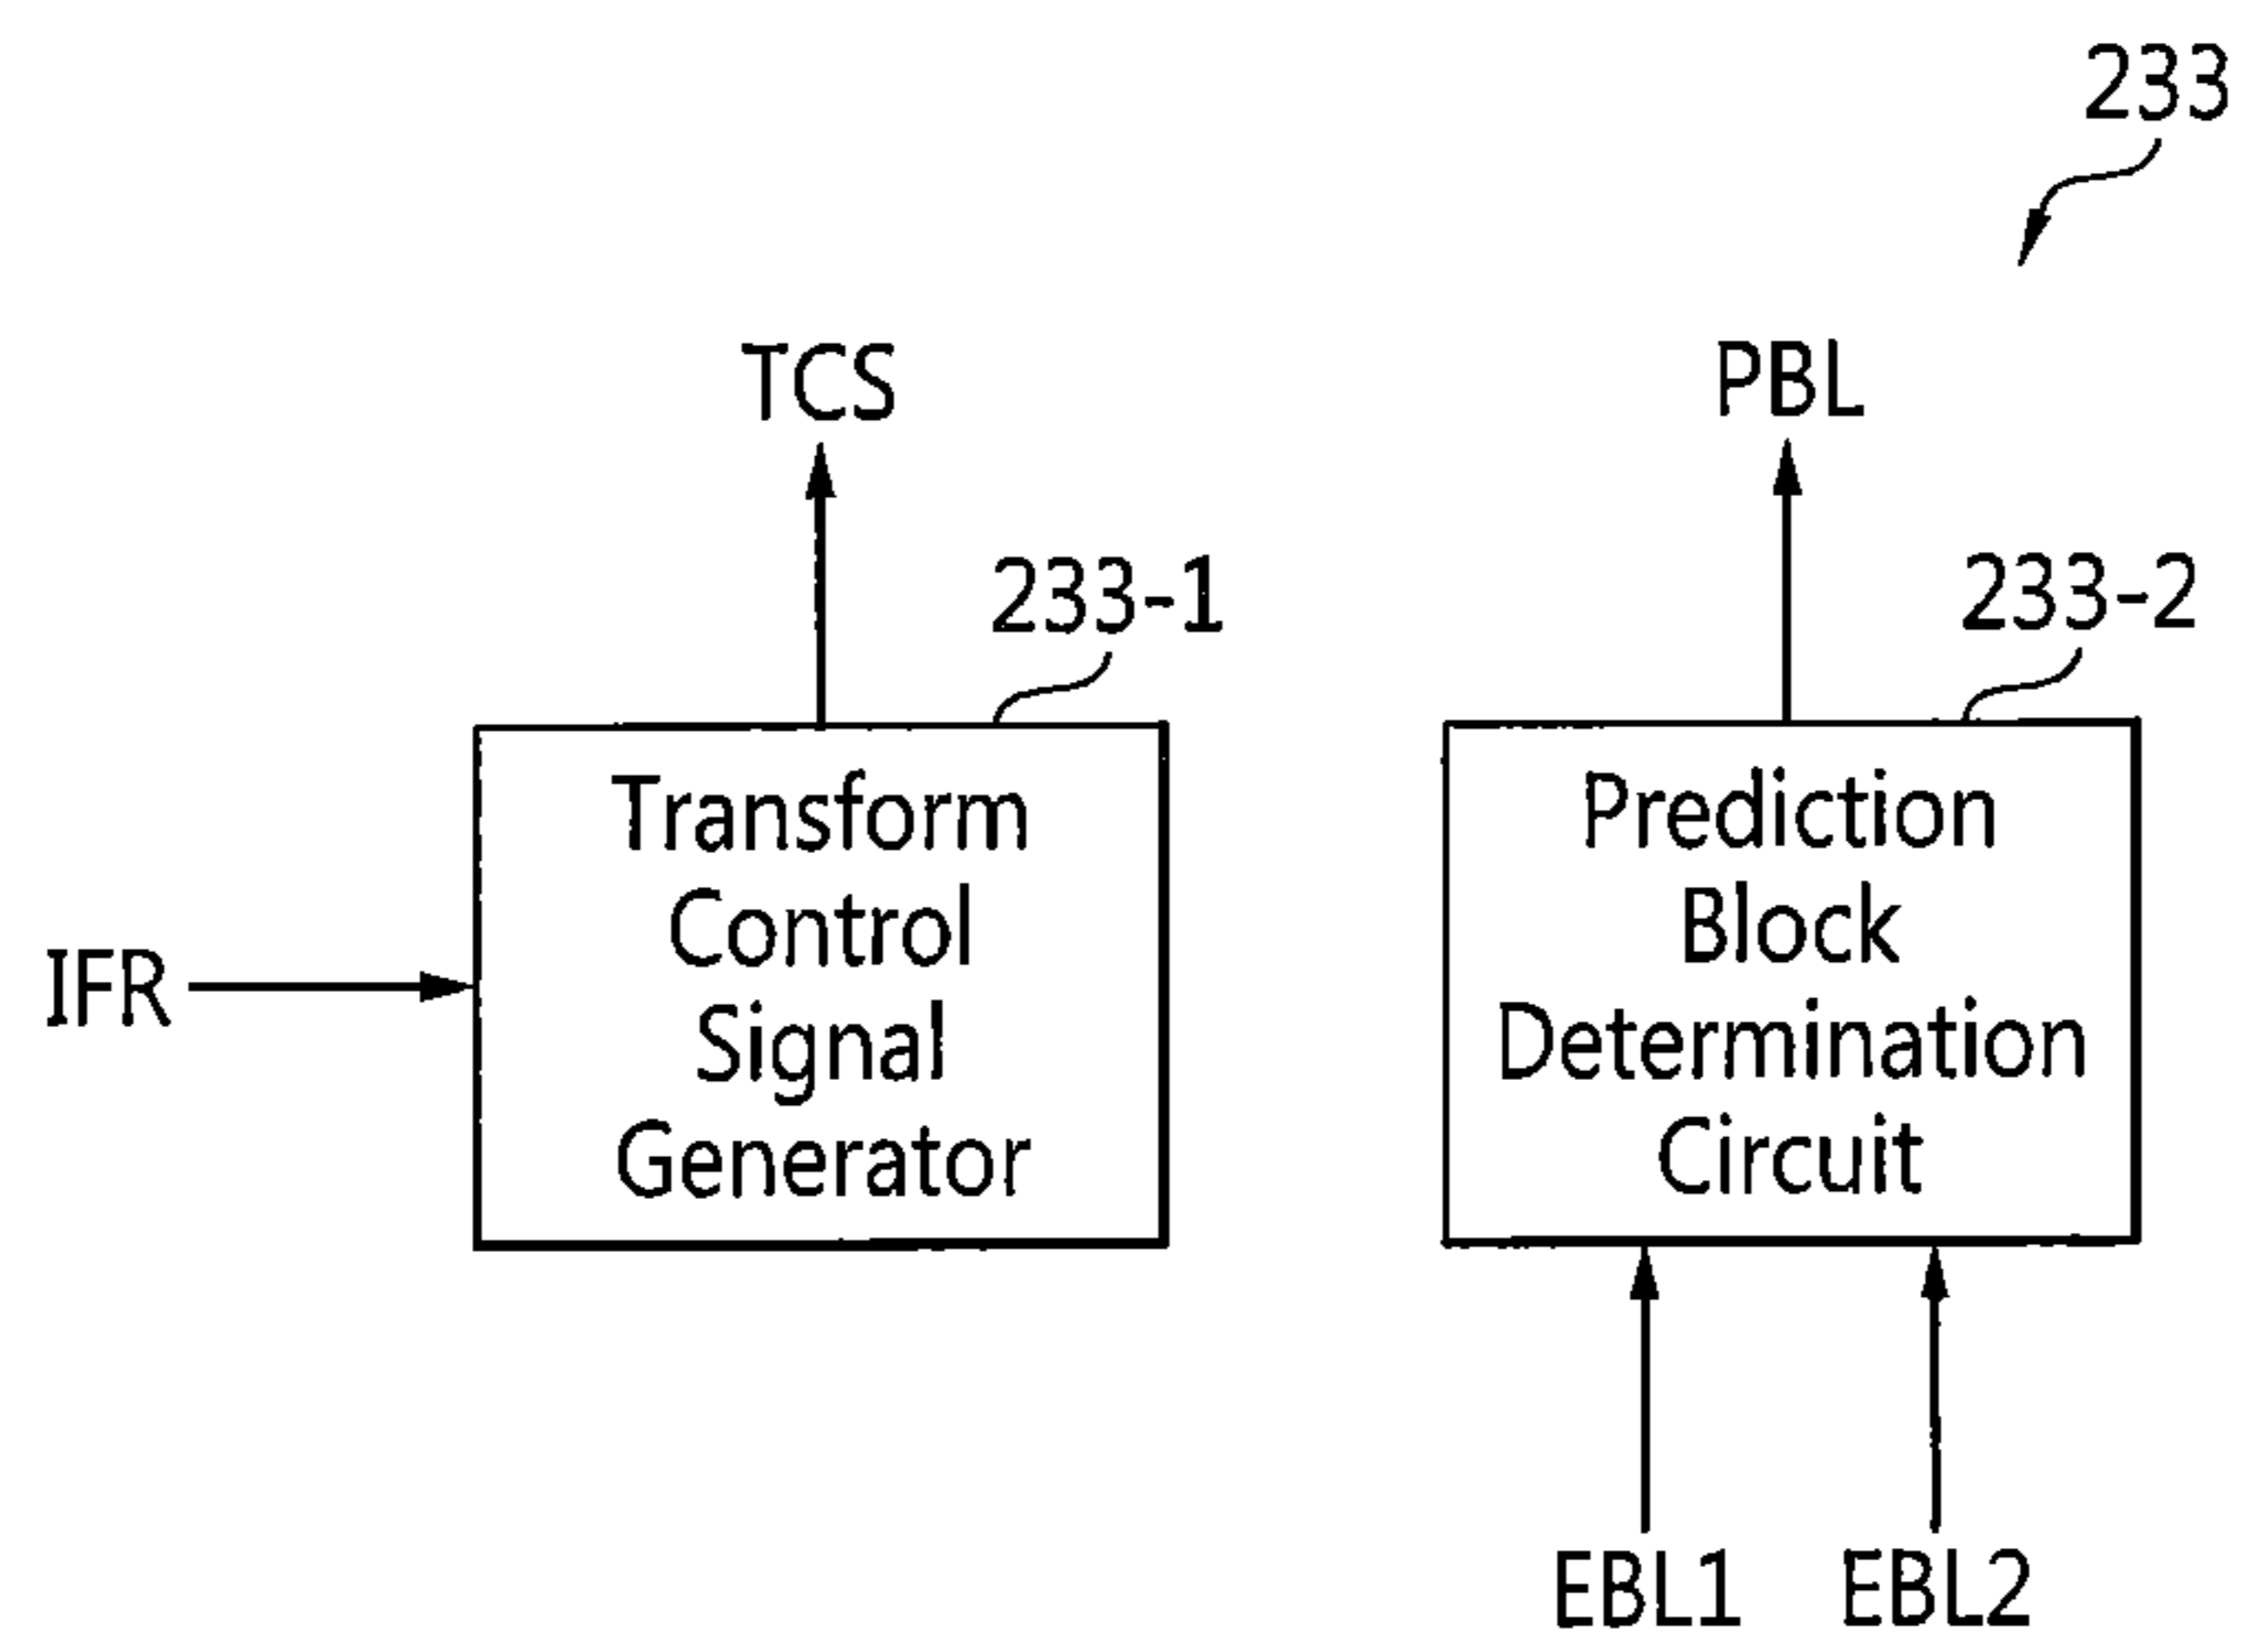 233
TCS
PBL
233-1
233-2
Transform
Control
Signal
Generator
Prediction
Block
Determination
Circuit
IFR
EBL1
EBL2